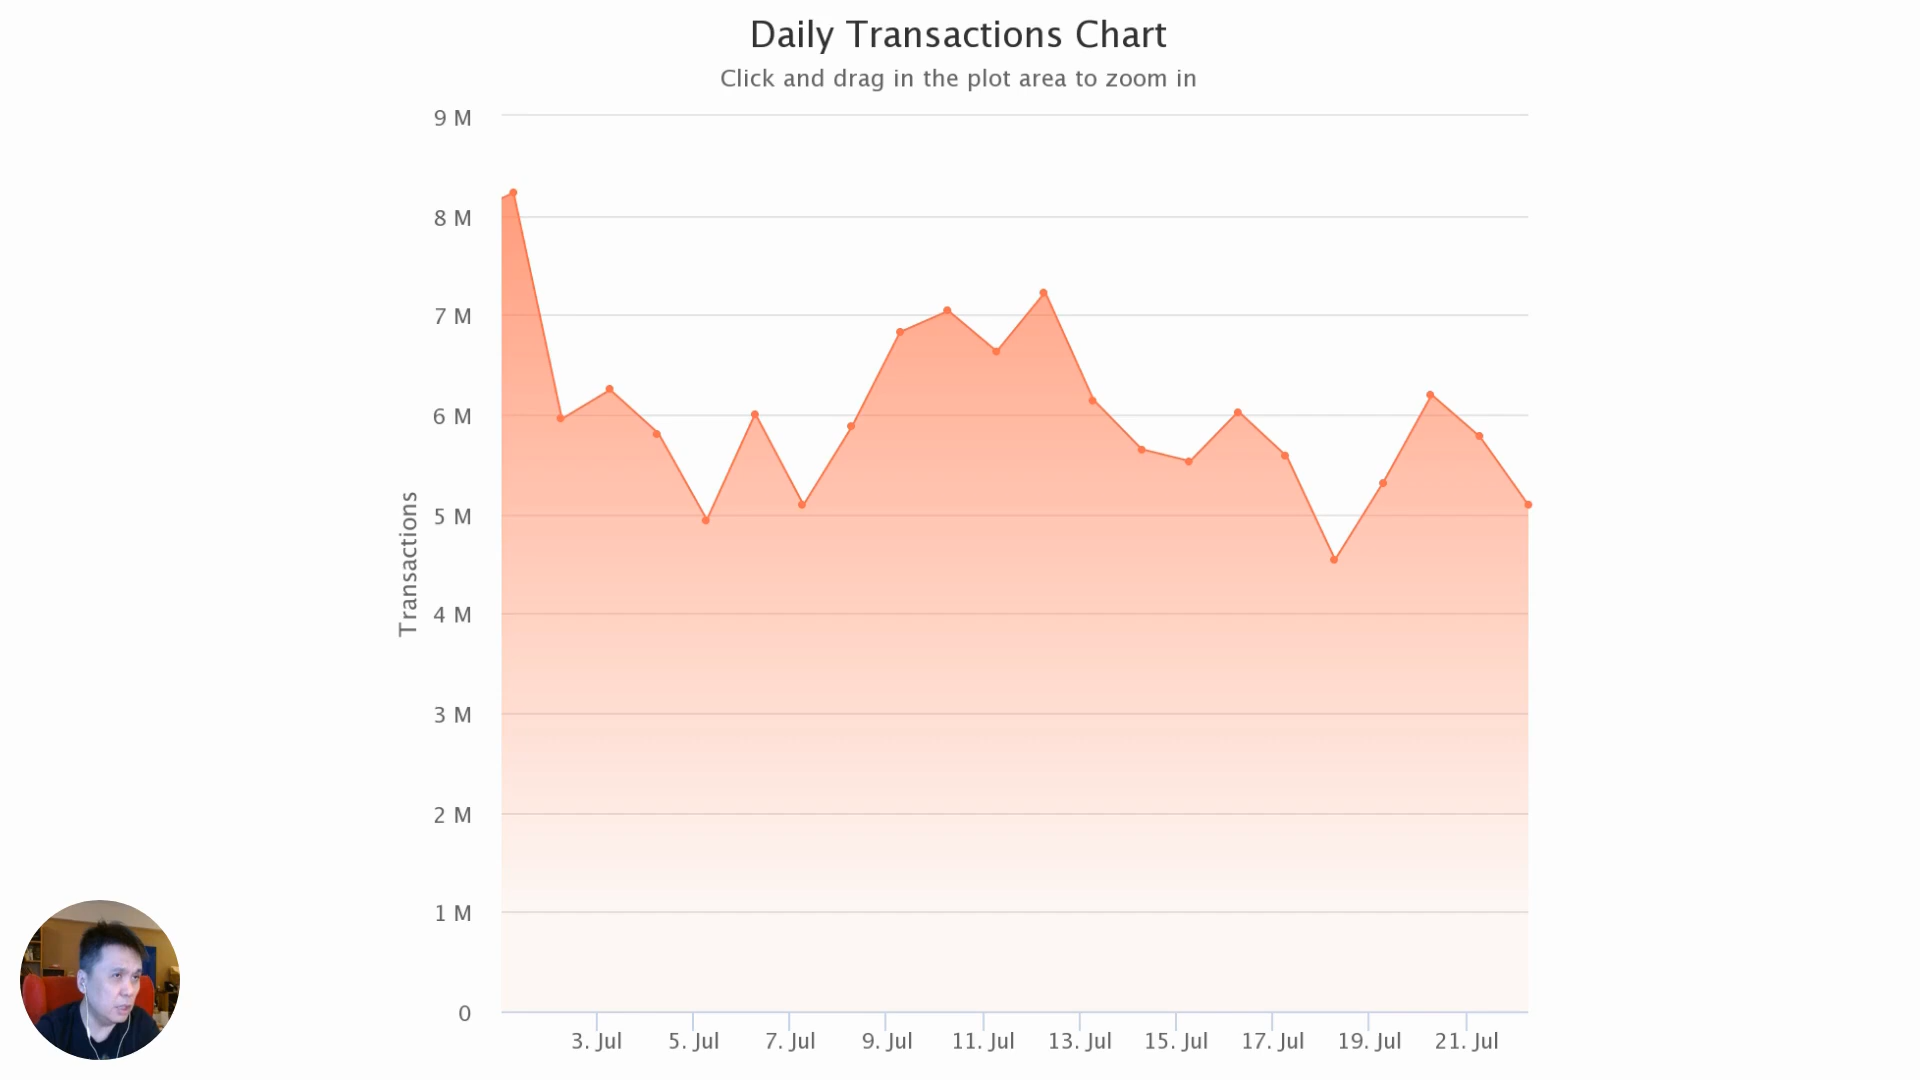 Daily Transactions Chart
Click and drag in the plot area to zoom in
9 M
8 M
7 M
6 M
5 M
4 M
3 M
2 M
1 M
0
Transactions
3. Jul
5. Jul
7. Jul
9. Jul
11. Jul
13. Jul
15. Jul
17. Jul
19. Jul
21. Jul